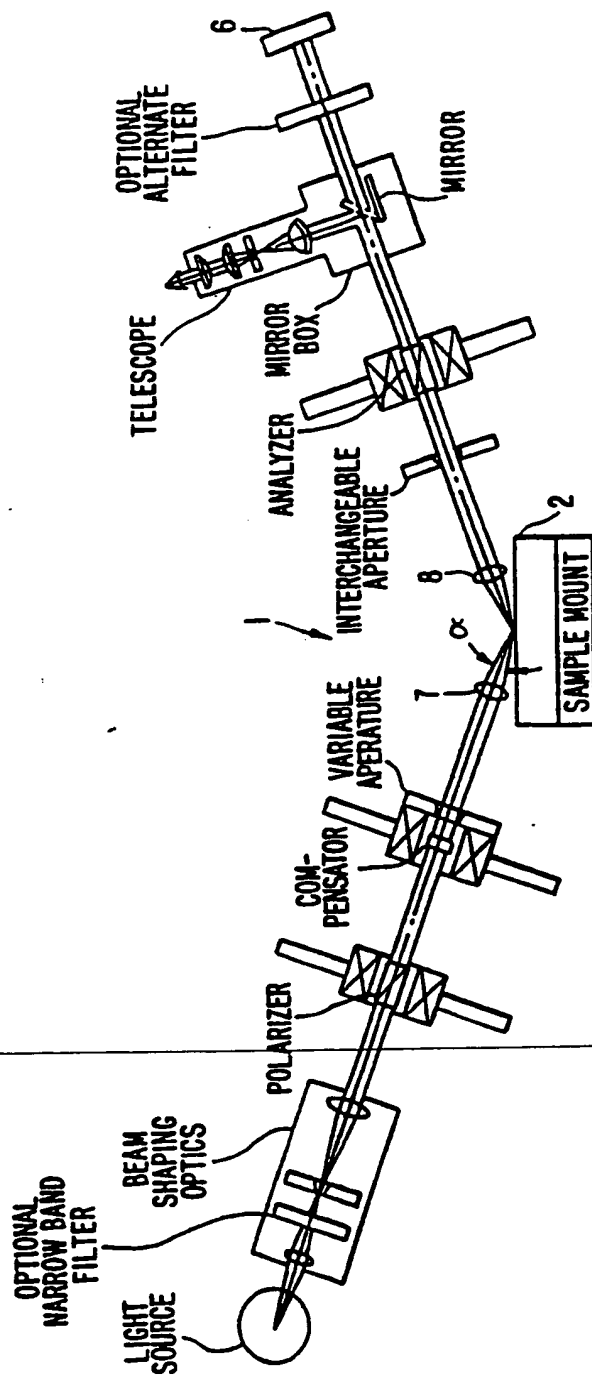 LIGHT
SOURCE
OPTIONAL
NARROW BAND
FILTER
BEAM
SHAPING
OPTICS
POLARIZER
COM-
PENSATOR
VARIABLE
APERATURE
7
α
1
SAMPLE MOUNT
2
8
INTERCHANGEABLE
APERTURE
ANALYZER
MIRROR
BOX
TELESCOPE
MIRROR
OPTIONAL
ALTERNATE
FILTER
6